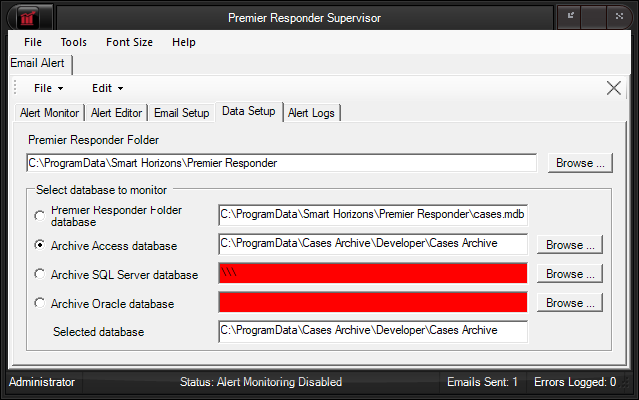 Premier Responder Supervisor
File Tools Font Size Help
Email Alert
File Edit
Alert Monitor Alert Editor Email Setup Data Setup Alert Logs
Premier Responder Folder
C:\ProgramData\Smart Horizons\Premier Responder Browse ...
Select database to monitor
Premier Responder Folder
database
C:\ProgramData\Smart Horizons\Premier Responder\cases.mdb
Archive Access database C:\ProgramData\Cases Archive\Developer\Cases Archive Browse ...
Archive SQL Server database \\\ Browse ...
Archive Oracle database Browse ...
Selected database C:\ProgramData\Cases Archive\Developer\Cases Archive
Administrator Status: Alert Monitoring Disabled Emails Sent: 1 Errors Logged: 0